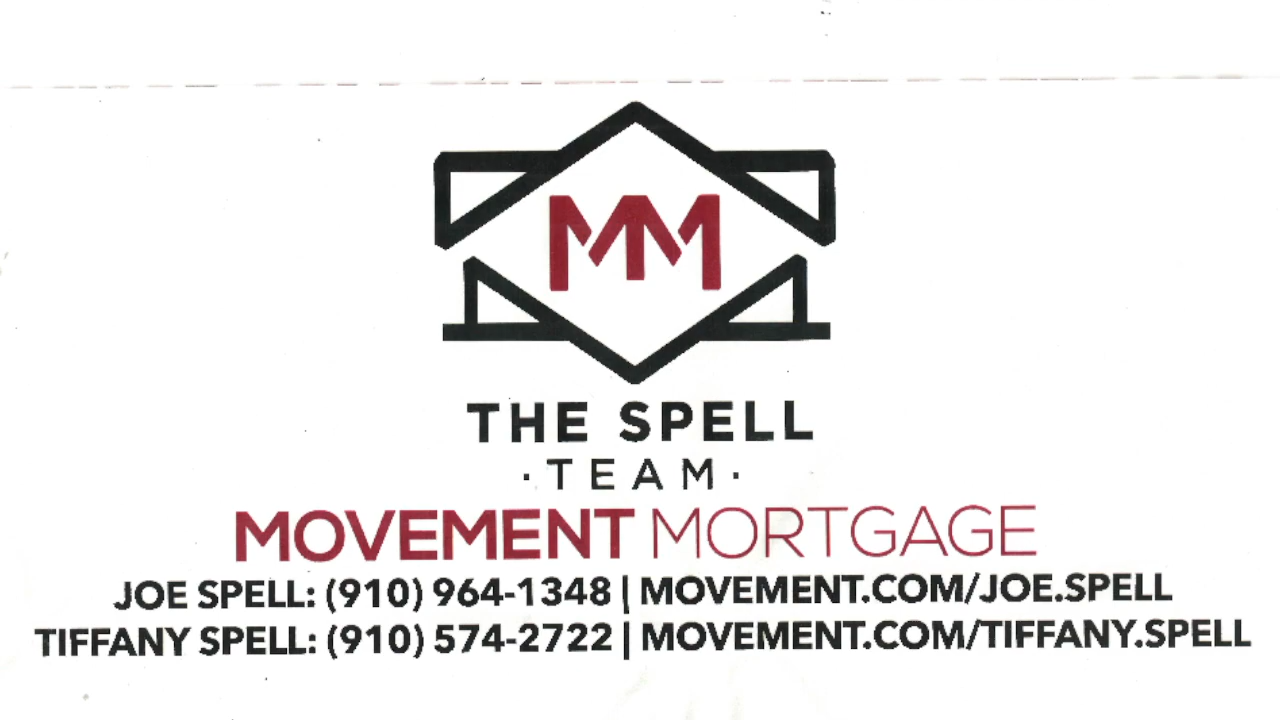 MM
THE SPELL
· TEAM ·
MOVEMENT MORTGAGE
JOE SPELL: (910) 964-1348 | MOVEMENT.COM/JOE.SPELL
TIFFANY SPELL: (910) 574-2722 | MOVEMENT.COM/TIFFANY.SPELL